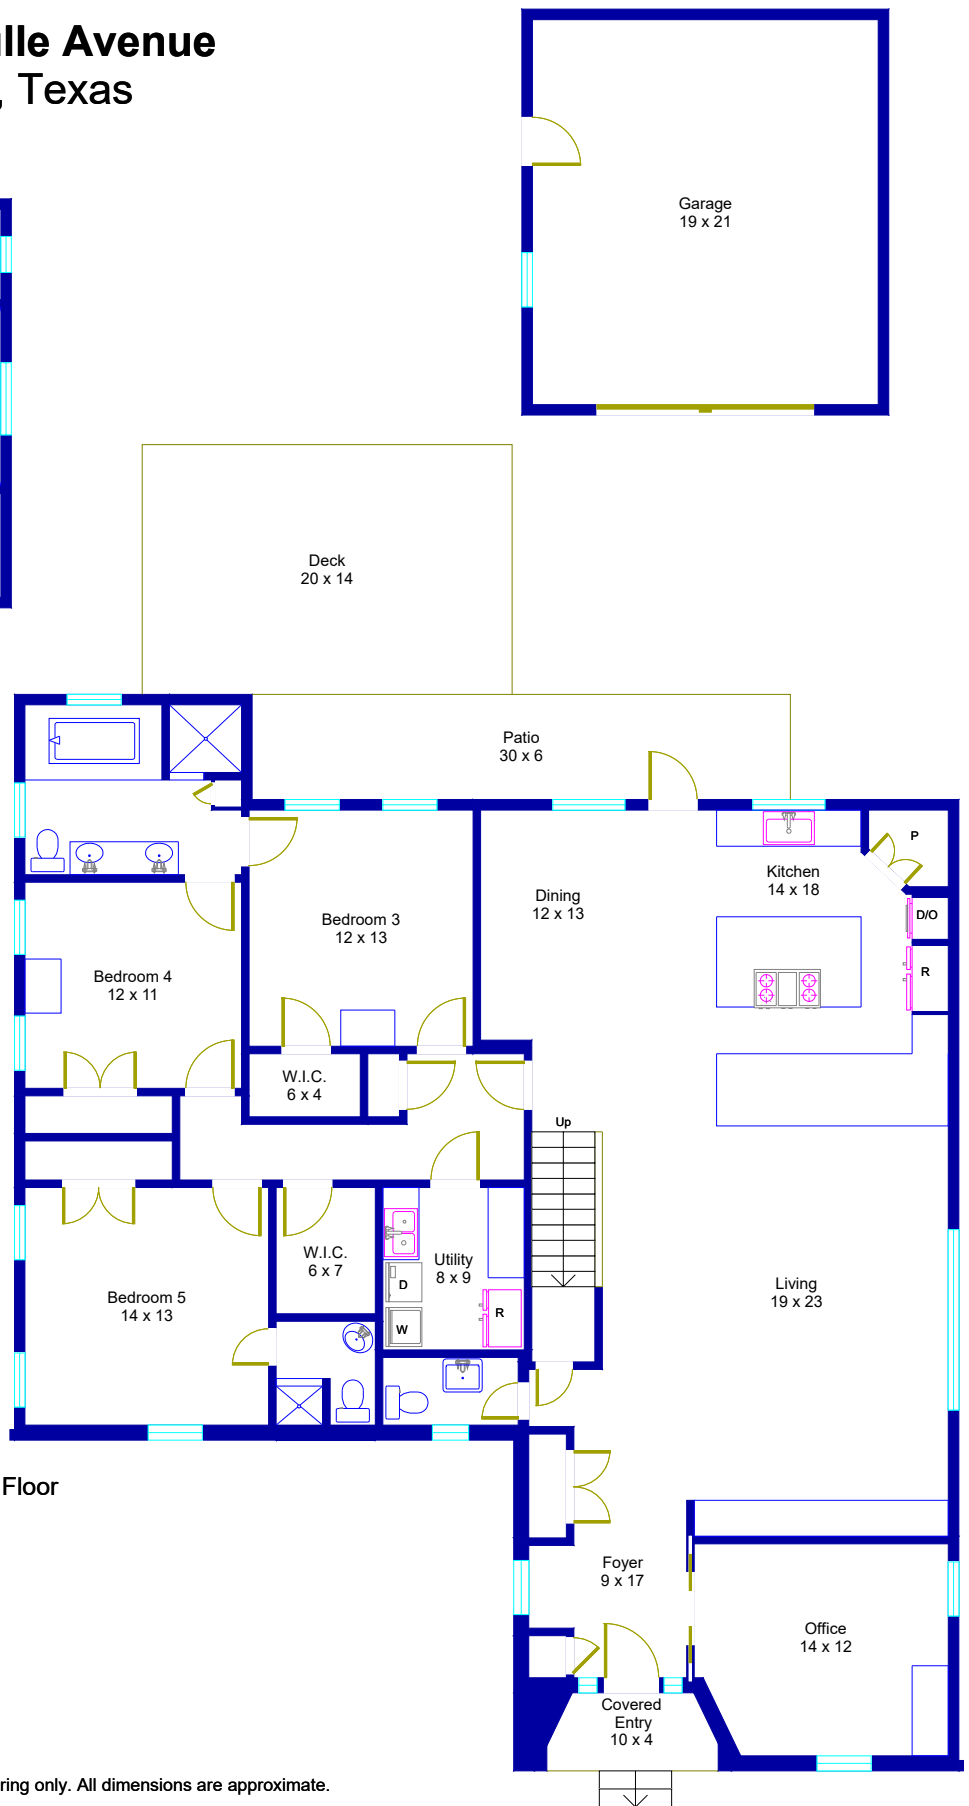 Avenue
, Texas
Garage
19 x 21
Deck
20 x 14
Patio
30 x 6
P
Kitchen
14 x 18
Dining
12 x 13
D/O
Bedroom 3
12 x 13
R
Bedroom 4
12 x 11
W.I.C.
6 x 4
Up
W.I.C.
6 x 7
Utility
8 x 9
D
Living
19 x 23
Bedroom 5
14 x 13
R
W
Floor
Foyer
9 x 17
Office
14 x 12
Covered
Entry
10 x 4
only. All dimensions are approximate.